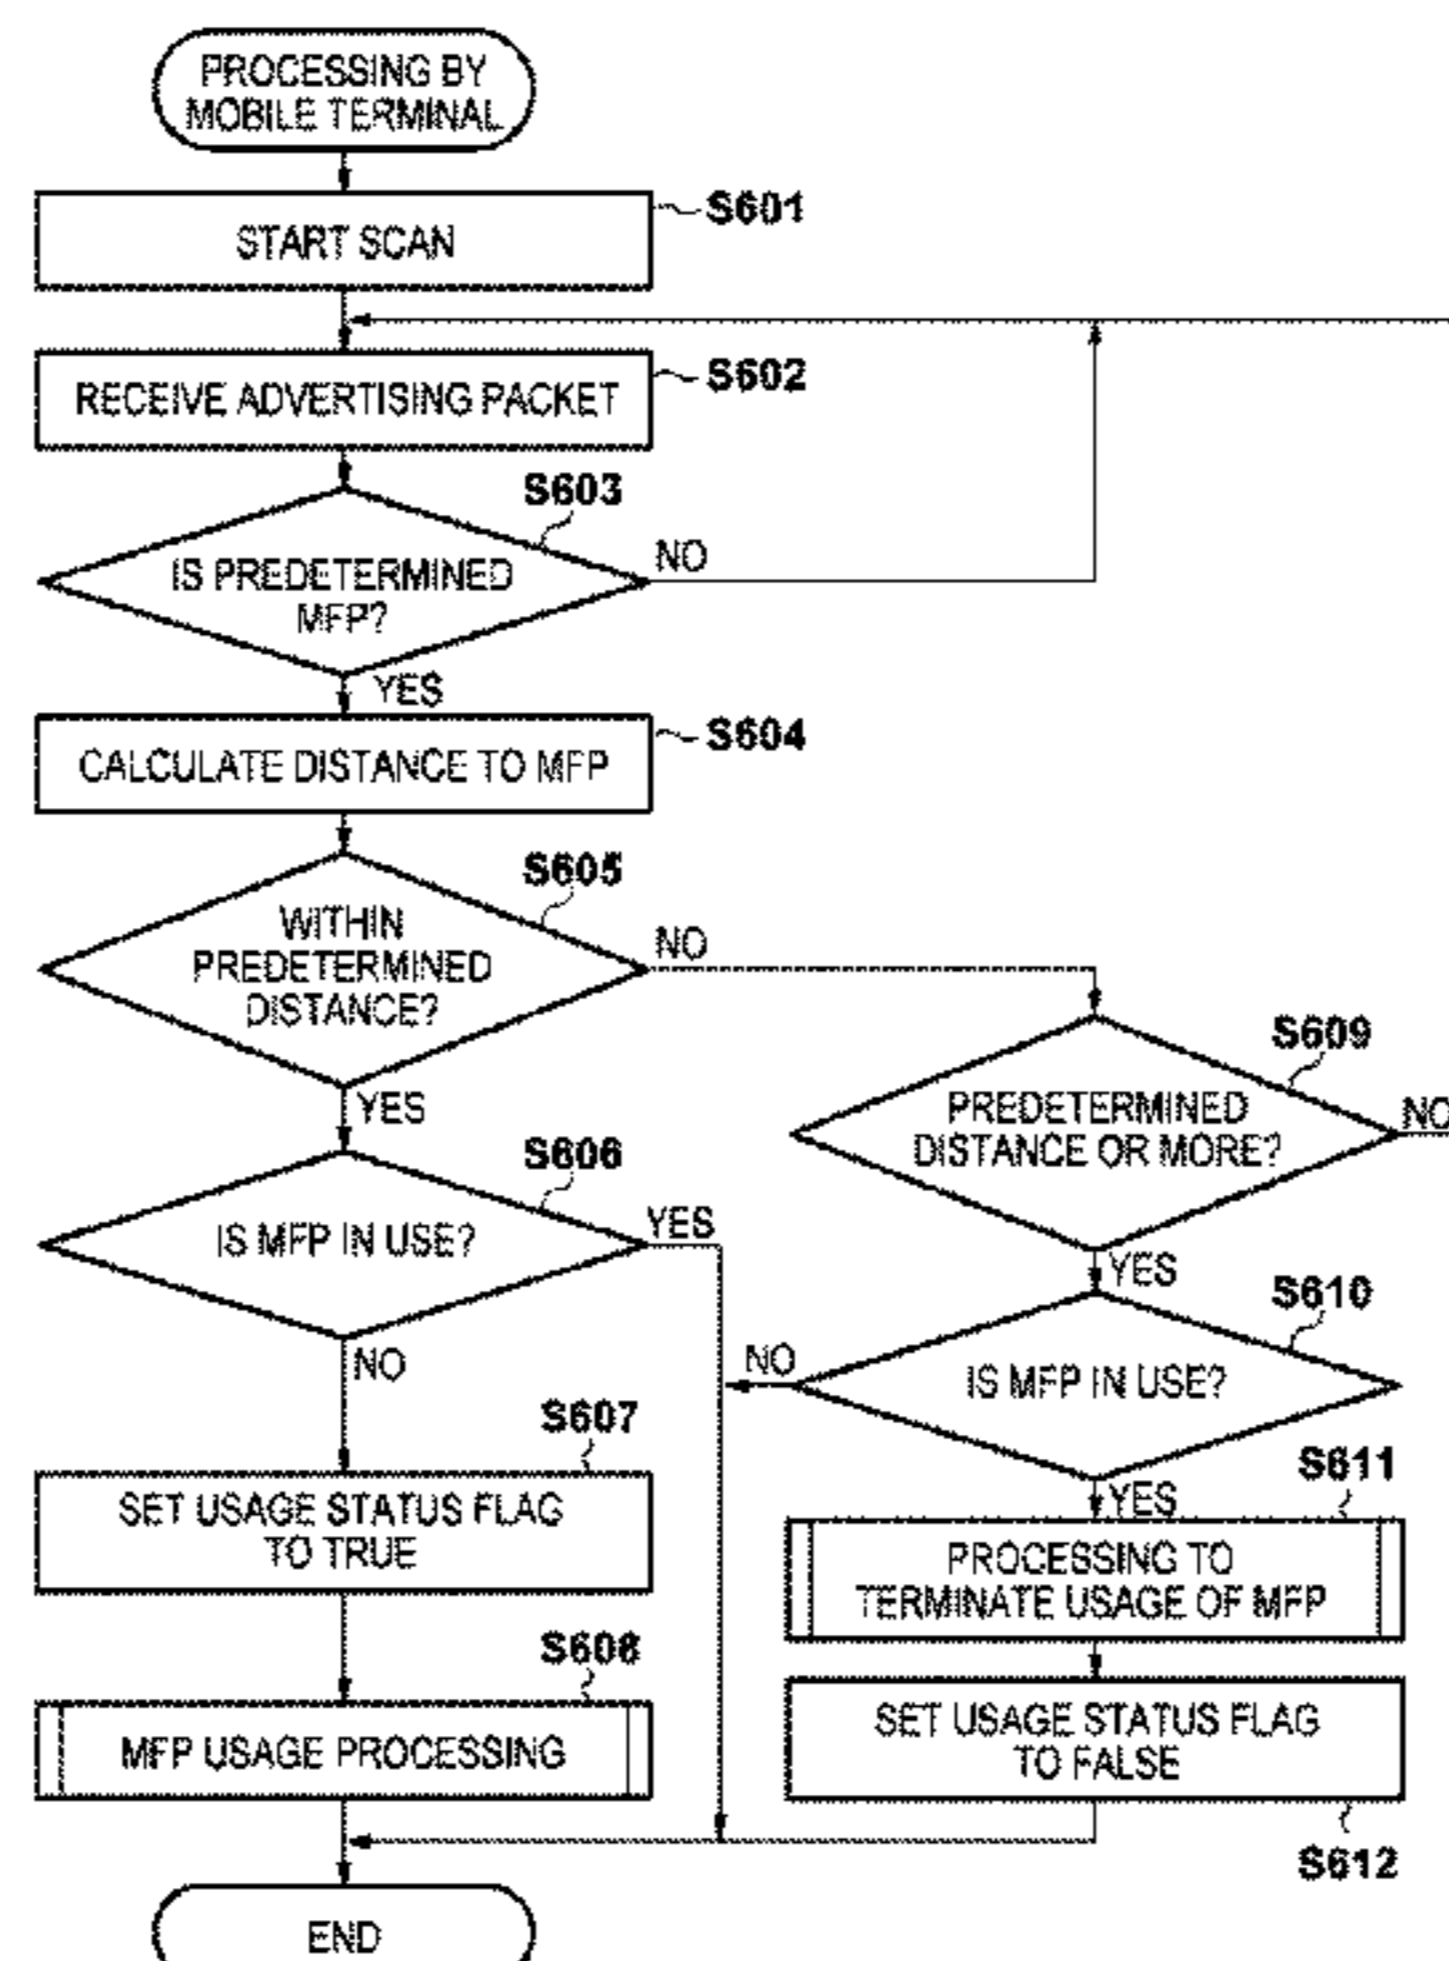 PROCESSING BY
MOBILE TERMINAL
S601
START SCAN
S602
RECEIVE ADVERTISING PACKET
S603
IS PREDETERMINED
MFP?
NO
YES
S604
CALCULATE DISTANCE TO MFP
S605
WITHIN
PREDETERMINED
DISTANCE?
NO
YES
S609
PREDETERMINED
DISTANCE OR MORE?
NO
YES
S606
IS MFP IN USE?
YES
NO
S610
IS MFP IN USE?
NO
YES
S607
SET USAGE STATUS FLAG
TO TRUE
S611
PROCESSING TO
TERMINATE USAGE OF MFP
S608
MFP USAGE PROCESSING
SET USAGE STATUS FLAG
TO FALSE
S612
END